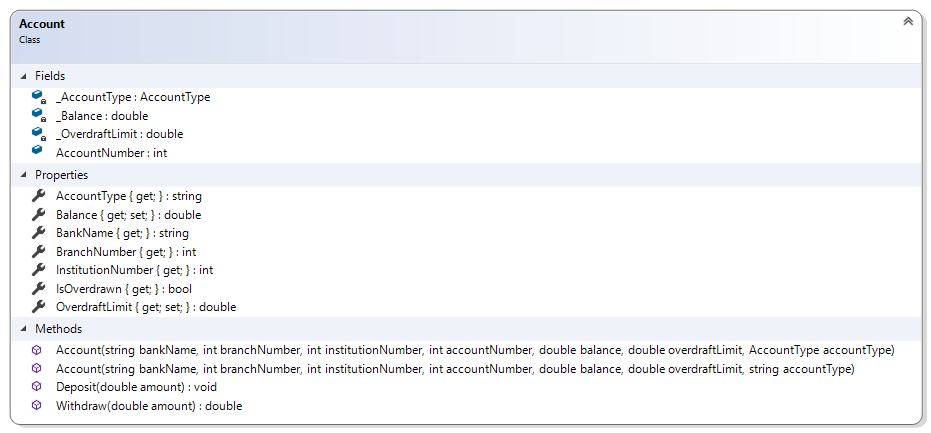 Account
Class
Fields
_AccountType : AccountType
_Balance : double
_OverdraftLimit : double
AccountNumber : int
Properties
AccountType { get; } : string
Balance { get; set; } : double
BankName { get; } : string
BranchNumber { get; } : int
InstitutionNumber { get; } : int
IsOverdrawn { get; } : bool
OverdraftLimit { get; set; } : double
Methods
Account(string bankName, int branchNumber, int institutionNumber, int accountNumber, double balance, double overdraftLimit, AccountType accountType)
Account(string bankName, int branchNumber, int institutionNumber, int accountNumber, double balance, double overdraftLimit, string accountType)
Deposit(double amount) : void
Withdraw(double amount) : double